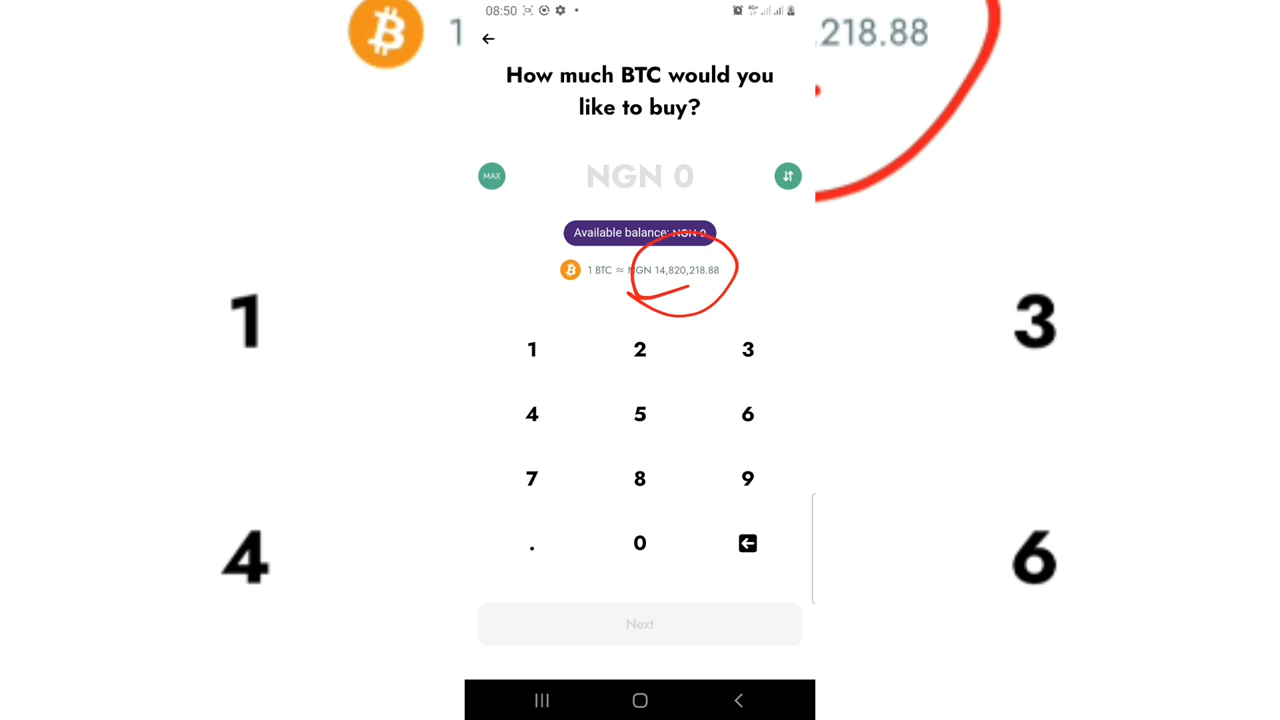 08:50
How much BTC would you
like to buy?
MAX
NGN 0
Available balance: NGN 0
1 BTC ≈ NGN 14,820,218.88
1 2 3
4 5 6
7 8 9
. 0
Next
1
,218.88
1
3
4
6